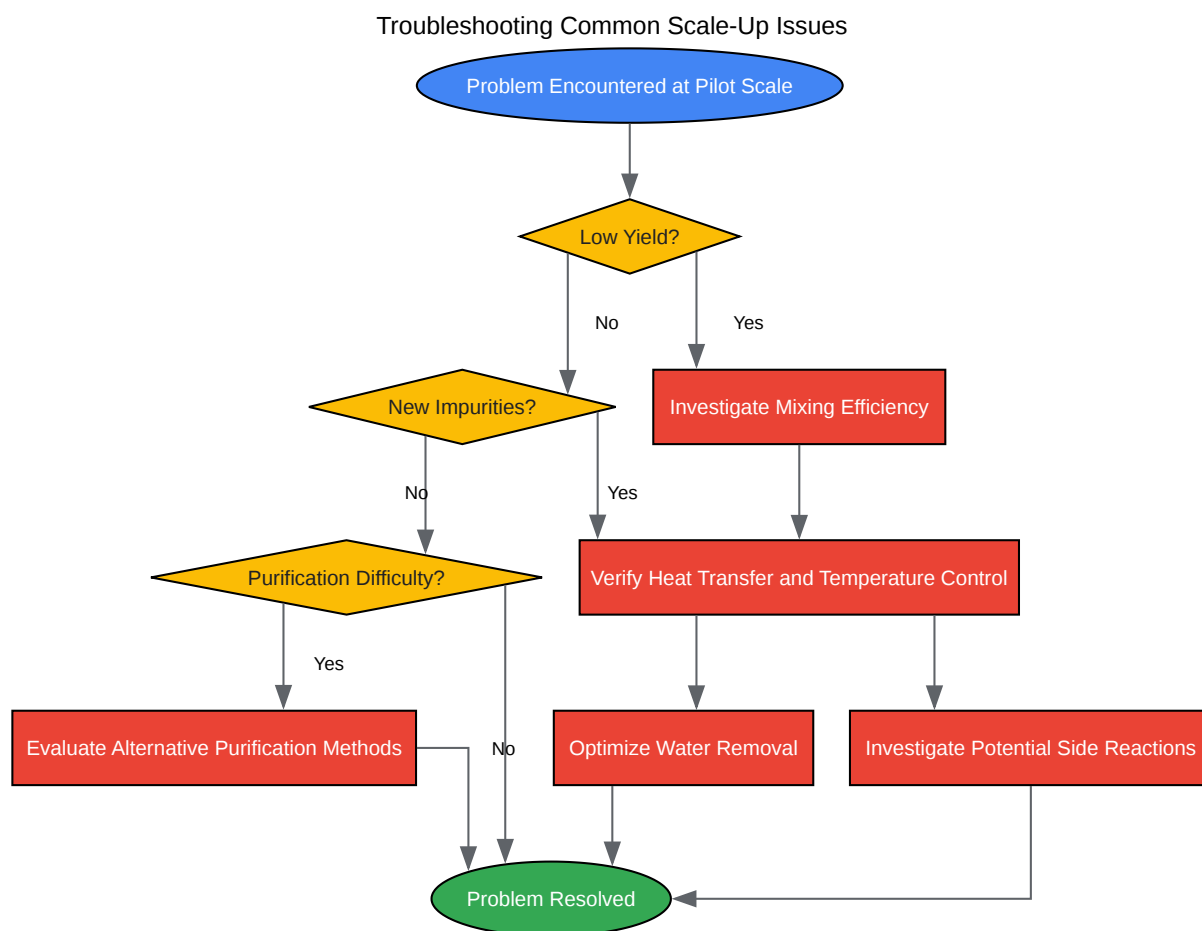 Troubleshooting Common Scale-Up Issues
Problem Encountered at Pilot Scale
Low Yield?
No
Yes
New Impurities?
Investigate Mixing Efficiency
No
Yes
Purification Difficulty?
Verify Heat Transfer and Temperature Control
Yes
Evaluate Alternative Purification Methods
No
Optimize Water Removal
Investigate Potential Side Reactions
Problem Resolved